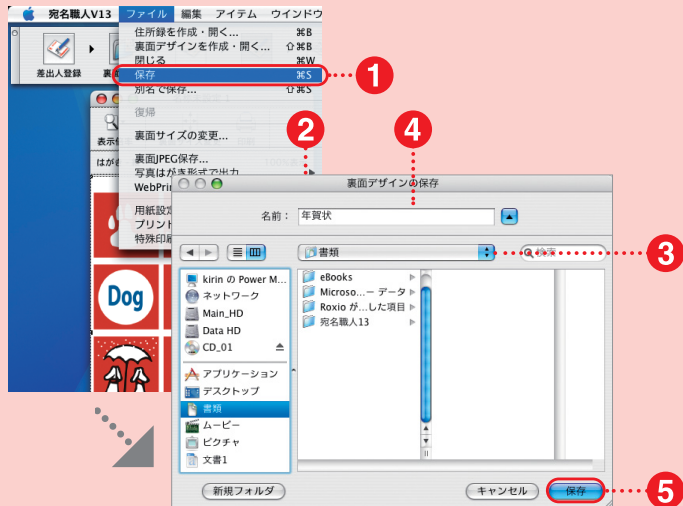 宛名職人V13 ファイル 編集 アイテム ウインドウ
住所録を作成・開く... ⌘B
裏面デザインを作成・開く... ⇧⌘B
閉じる ⌘W
保存 ⌘S
別名で保存... ⇧⌘S
復帰
裏面サイズの変更...
裏面JPEG保存...
写真はがき形式で出力
WebPri
用紙設定
プリント
特殊印刷
差出人登録
はがき
100%
Dog
1
2
4
裏面デザインの保存
名前：
年賀状
書類
検索
3
kirin の Power M...
ネットワーク
Main_HD
Data HD
CD_01
アプリケーション
デスクトップ
書類
ムービー
ピクチャ
文書1
eBooks
Microso...ー データ
Roxio が...した項目
宛名職人13
新規フォルダ
キャンセル
保存
5